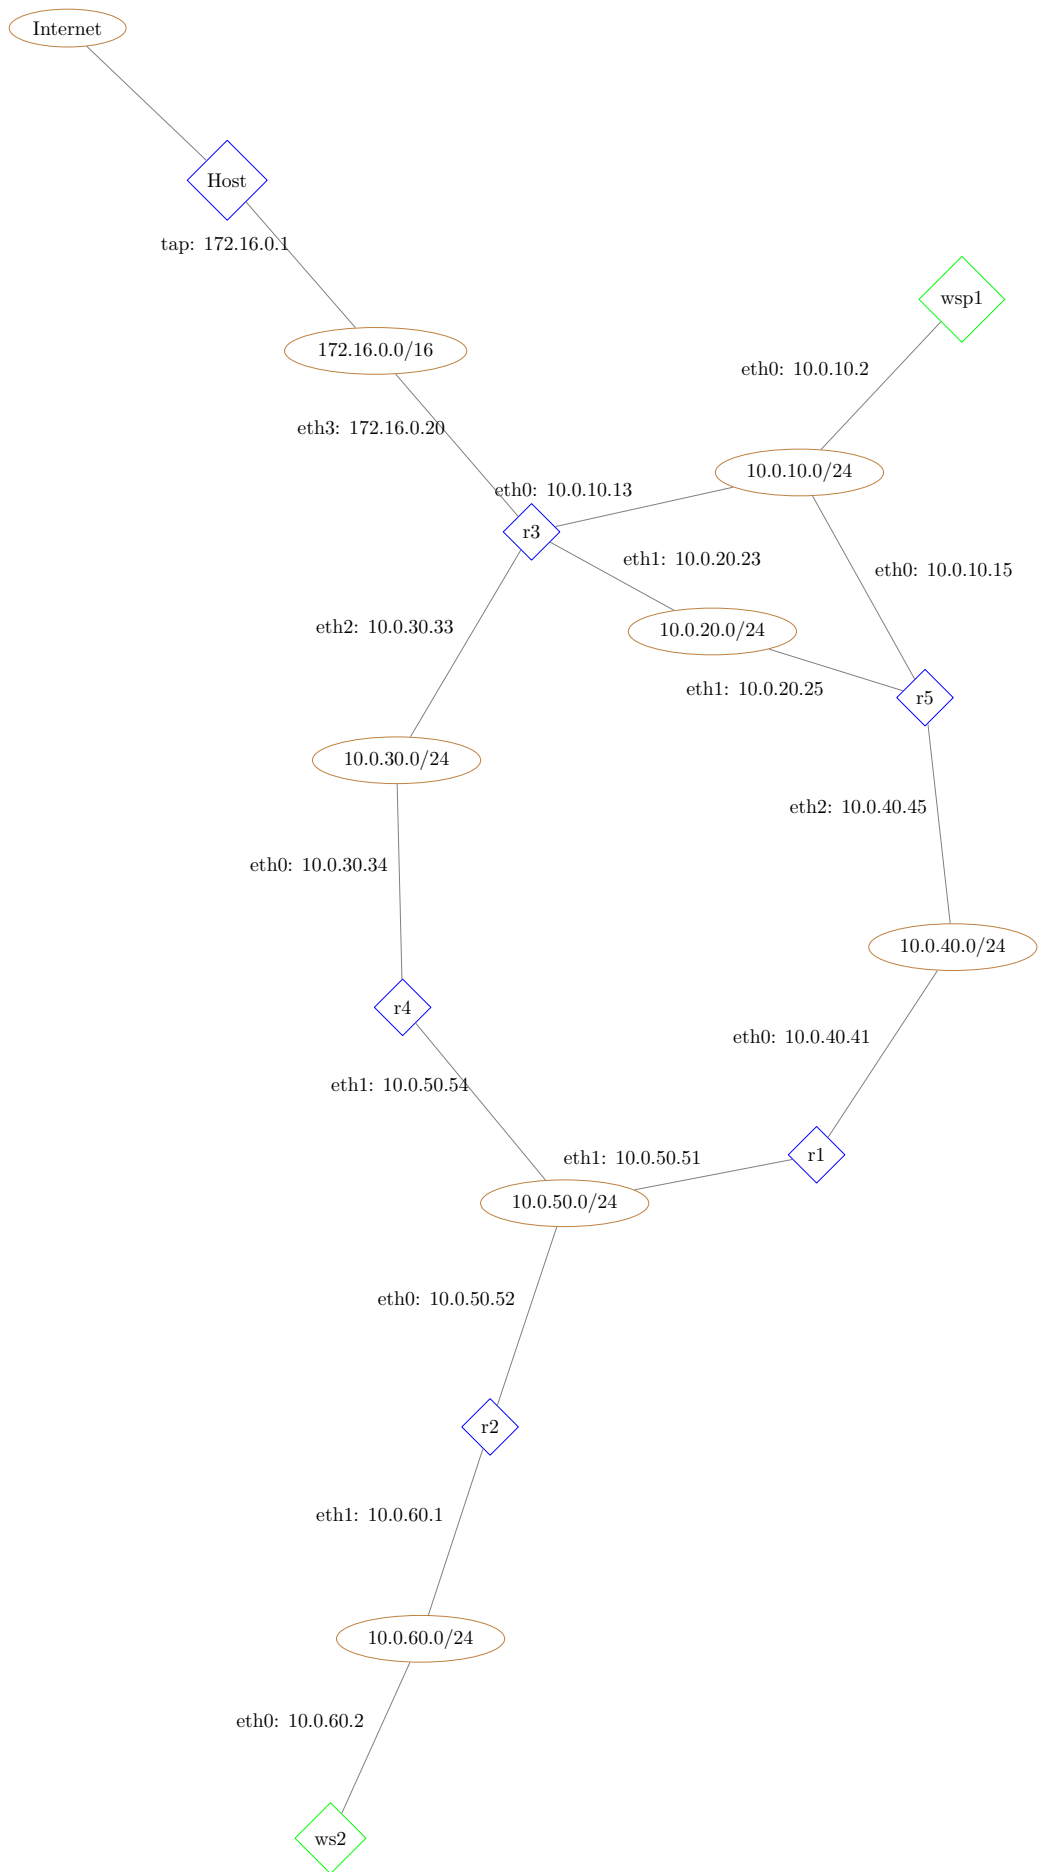 Internet
Host
tap: 172.16.0.1
wsp1
172.16.0.0/16
eth0: 10.0.10.2
eth3: 172.16.0.20
10.0.10.0/24
eth0: 10.0.10.13
r3
eth1: 10.0.20.23
eth0: 10.0.10.15
eth2: 10.0.30.33
10.0.20.0/24
eth1: 10.0.20.25
r5
10.0.30.0/24
eth2: 10.0.40.45
eth0: 10.0.30.34
10.0.40.0/24
r4
eth0: 10.0.40.41
eth1: 10.0.50.54
r1
eth1: 10.0.50.51
10.0.50.0/24
eth0: 10.0.50.52
r2
eth1: 10.0.60.1
10.0.60.0/24
eth0: 10.0.60.2
ws2